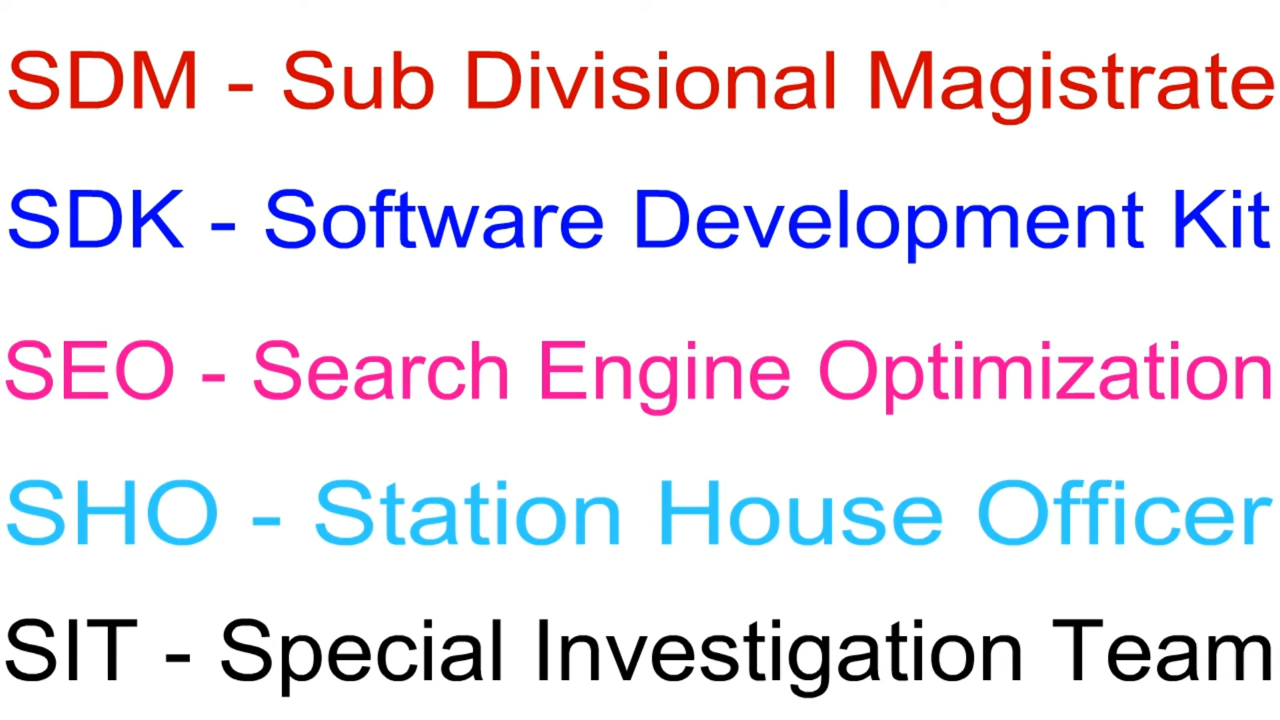 SDM - Sub Divisional Magistrate
SDK - Software Development Kit
SEO - Search Engine Optimization
SHO - Station House Officer
SIT - Special Investigation Team